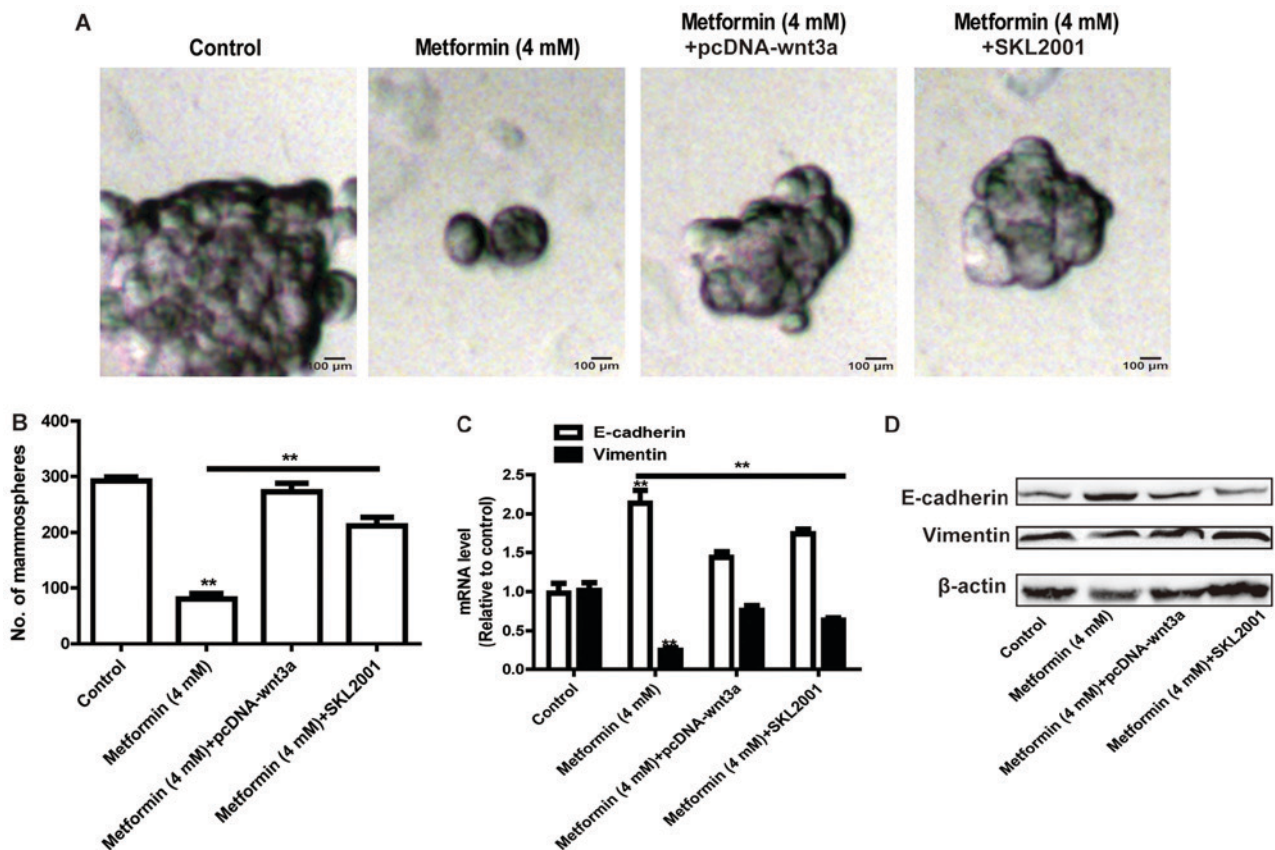 A
Control
Metformin (4 mM)
Metformin (4 mM)
+pcDNA-wnt3a
Metformin (4 mM)
+SKL2001
100 µm
100 µm
100 µm
100 µm
B
No. of mammospheres
400
300
200
100
0
**
**
Control
Metformin (4 mM)
Metformin (4 mM)+pcDNA-wnt3a
Metformin (4 mM)+SKL2001
C
E-cadherin
Vimentin
mRNA level
(Relative to control)
2.5
2.0
1.5
1.0
0.5
0.0
**
**
**
Control
Metformin (4 mM)
Metformin (4 mM)+pcDNA-wnt3a
Metformin (4 mM)+SKL2001
D
E-cadherin
Vimentin
β-actin
Control
Metformin (4 mM)
Metformin (4 mM)+pcDNA-wnt3a
Metformin (4 mM)+SKL2001